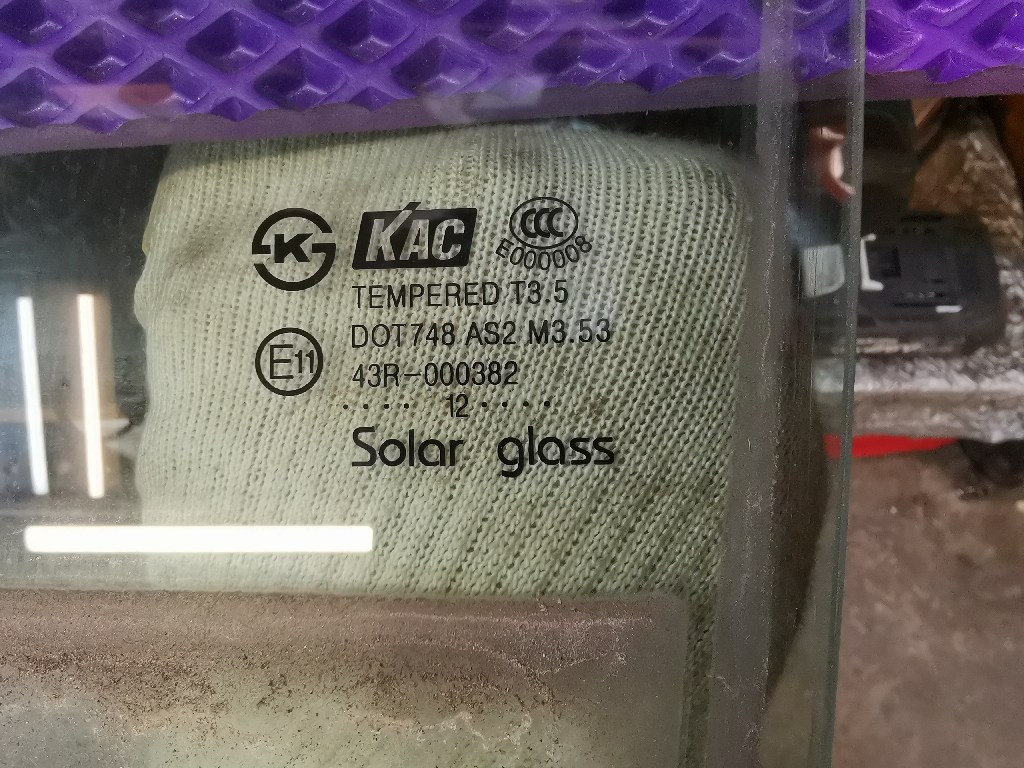 K KAC CCC
E000008
TEMPERED T3.5
DOT748 AS2 M3.53
E11 43R-000382
.... 12 ....
Solar glass